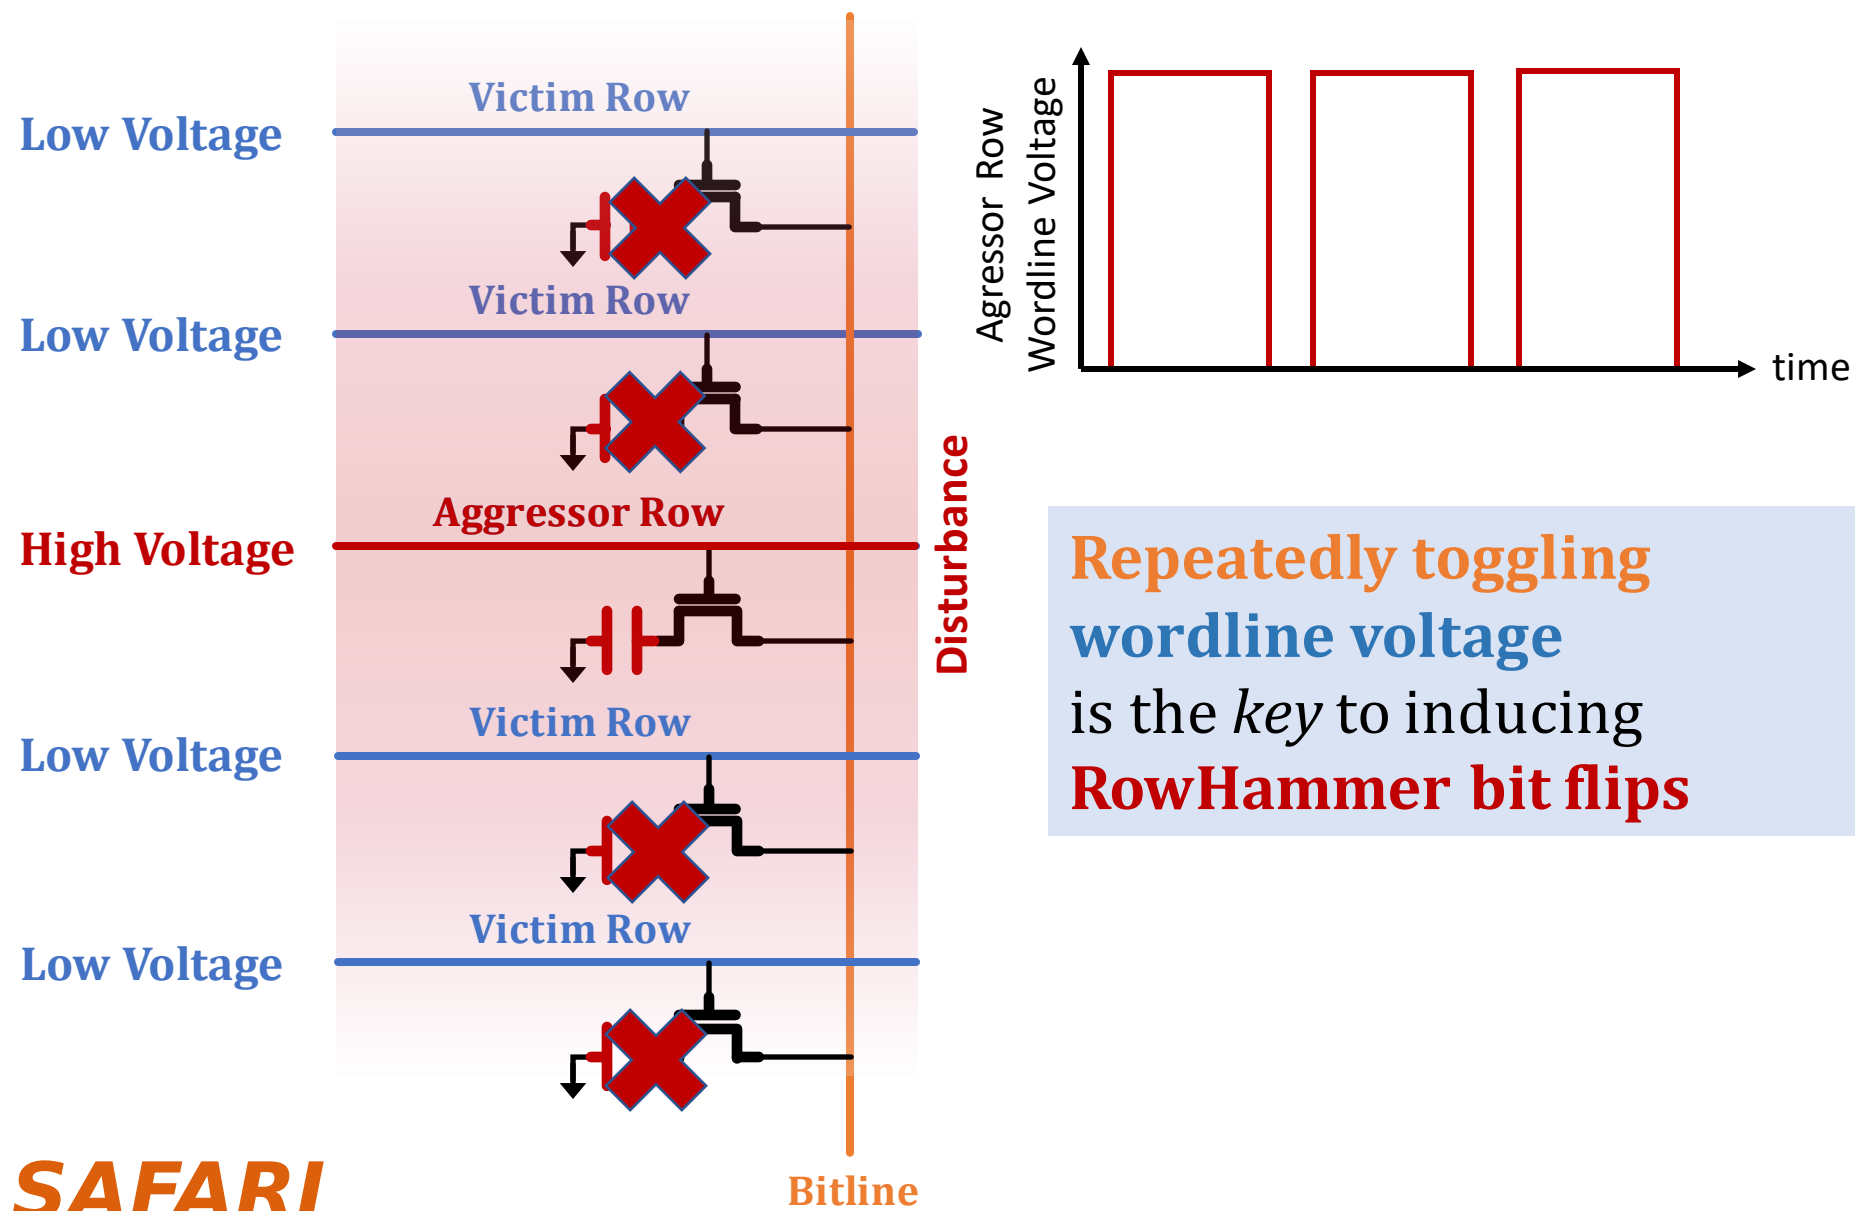 Low Voltage
Victim Row
Low Voltage
Victim Row
High Voltage
Aggressor Row
Low Voltage
Victim Row
Low Voltage
Victim Row
Bitline
Disturbance
Agressor Row
Wordline Voltage
time
Repeatedly toggling
wordline voltage
is the key to inducing
RowHammer bit flips
SAFARI